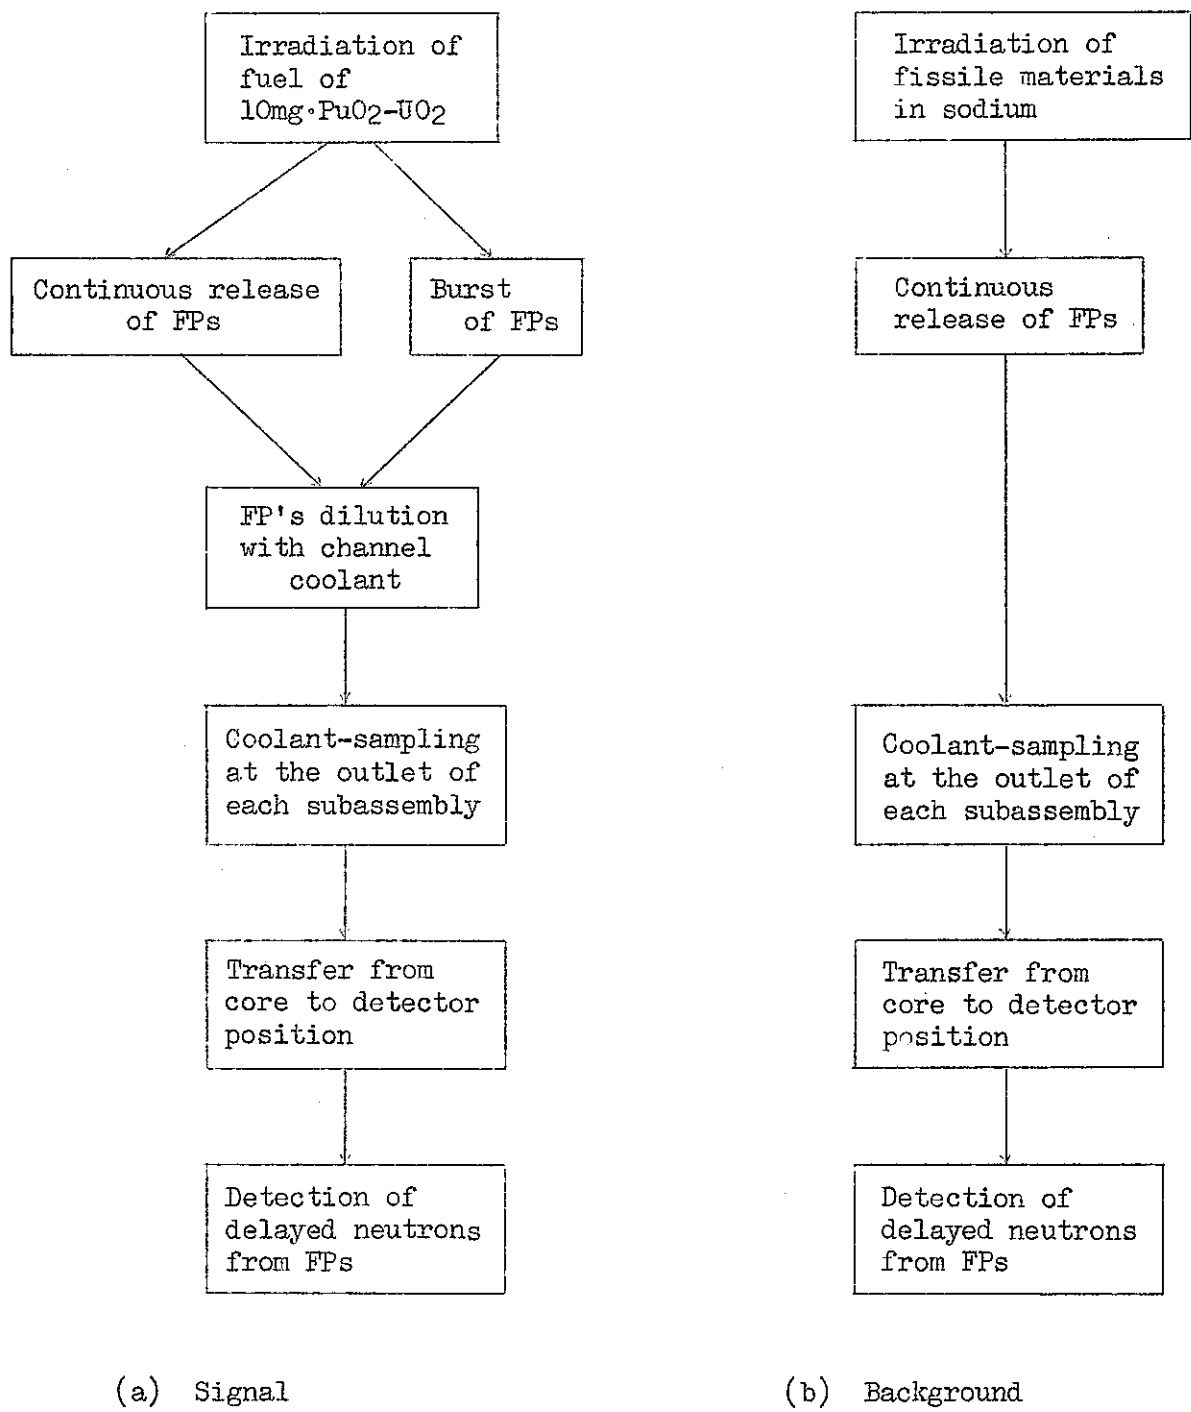 Irradiation of
fuel of
10mg·PuO2-UO2
Continuous release
of FPs
Burst
of FPs
FP's dilution
with channel
coolant
Coolant-sampling
at the outlet of
each subassembly
Transfer from
core to detector
position
Detection of
delayed neutrons
from FPs
(a) Signal
Irradiation of
fissile materials
in sodium
Continuous
release of FPs
Coolant-sampling
at the outlet of
each subassembly
Transfer from
core to detector
position
Detection of
delayed neutrons
from FPs
(b) Background